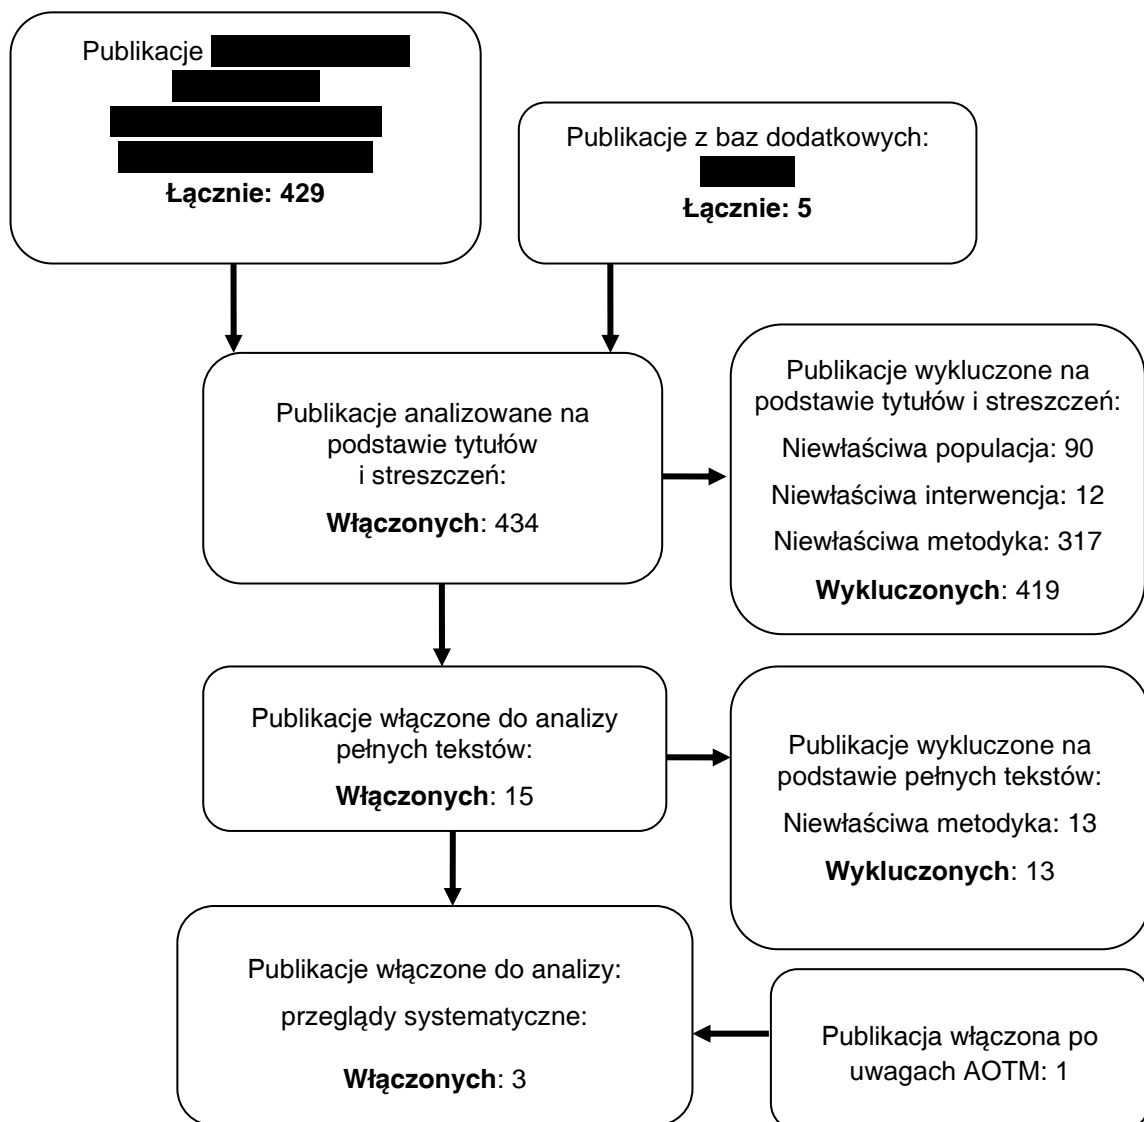 Publikacje
Łącznie: 429
Publikacje z baz dodatkowych:
Łącznie: 5
Publikacje analizowane na
podstawie tytułów
i streszczeń:
Włączonych: 434
Publikacje wykluczone na
podstawie tytułów i streszczeń:
Niewłaściwa populacja: 90
Niewłaściwa interwencja: 12
Niewłaściwa metodyka: 317
Wykluczonych: 419
Publikacje włączone do analizy
pełnych tekstów:
Włączonych: 15
Publikacje wykluczone na
podstawie pełnych tekstów:
Niewłaściwa metodyka: 13
Wykluczonych: 13
Publikacje włączone do analizy:
przeglądy systematyczne:
Włączonych: 3
Publikacja włączona po
uwagach AOTM: 1